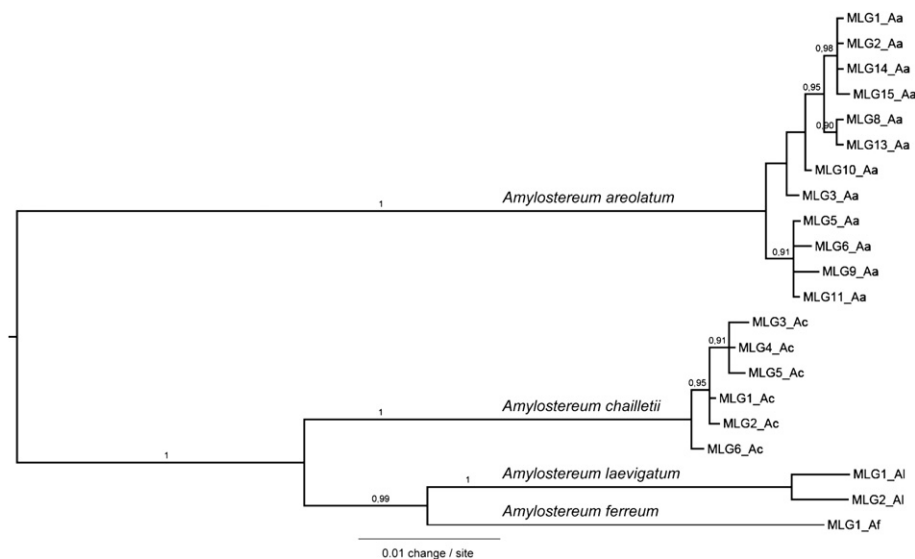 MLG1_Aa
MLG2_Aa
0,98
MLG14_Aa
MLG15_Aa
0,95
MLG8_Aa
0,90
MLG13_Aa
MLG10_Aa
MLG3_Aa
1
Amylostereum areolatum
MLG5_Aa
MLG6_Aa
0,91
MLG9_Aa
MLG11_Aa
MLG3_Ac
0,91
MLG4_Ac
MLG5_Ac
0,95
MLG1_Ac
1
Amylostereum chailletii
MLG2_Ac
MLG6_Ac
1
Amylostereum laevigatum
MLG1_Al
1
MLG2_Al
0,99
Amylostereum ferreum
MLG1_Af
0.01 change / site